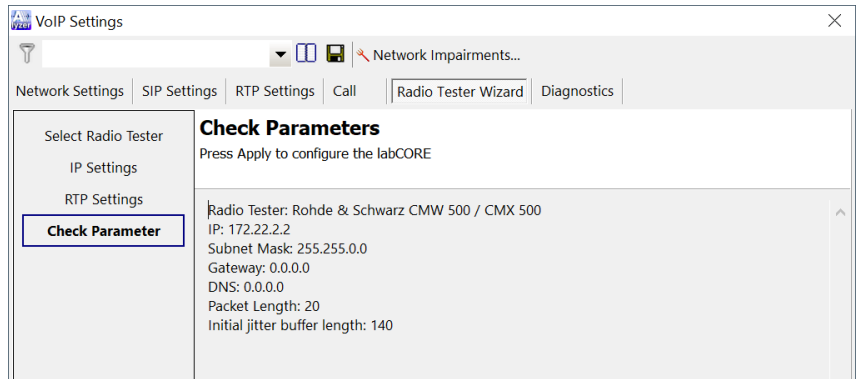 VoIP Settings
Network Impairments...
Network Settings SIP Settings RTP Settings Call Radio Tester Wizard Diagnostics
Select Radio Tester
IP Settings
RTP Settings
Check Parameter
Check Parameters
Press Apply to configure the labCORE
Radio Tester: Rohde & Schwarz CMW 500 / CMX 500
IP: 172.22.2.2
Subnet Mask: 255.255.0.0
Gateway: 0.0.0.0
DNS: 0.0.0.0
Packet Length: 20
Initial jitter buffer length: 140